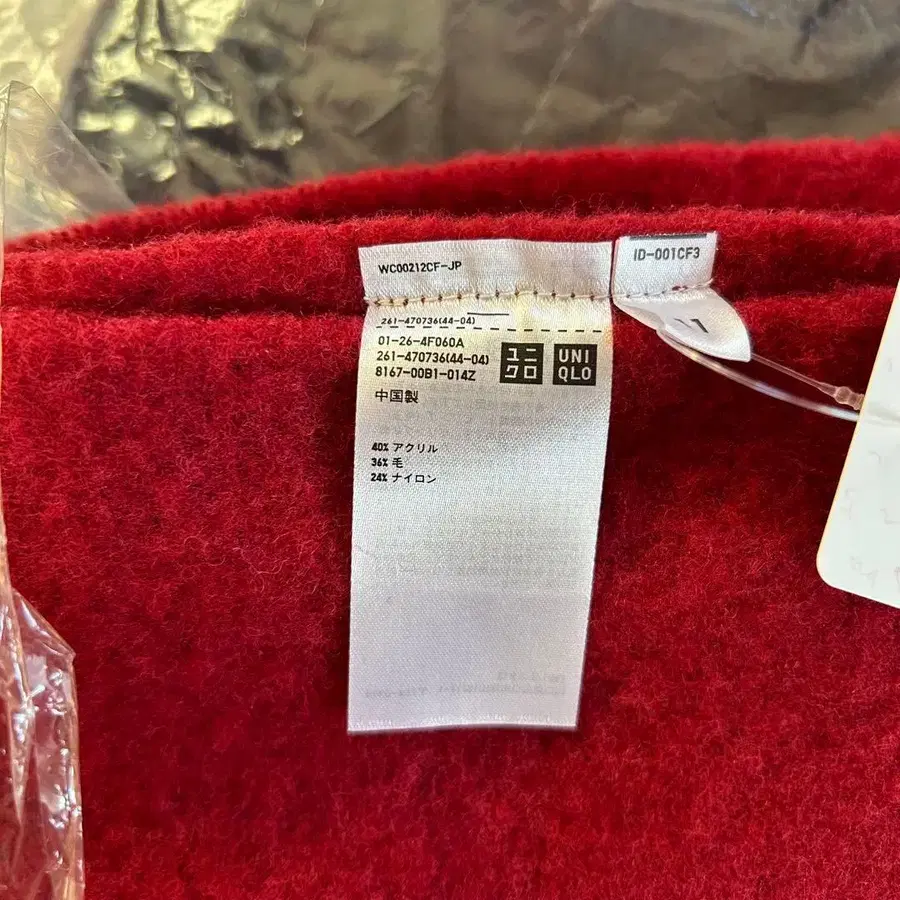 WC00212CF-JP
ID-001CF3
261-470736(44-04)
01-26-4F060A
261-470736(44-04)
8167-00B1-014Z
ユニ
クロ
UNI
QLO
中国製
40% アクリル
36% 毛
24% ナイロン